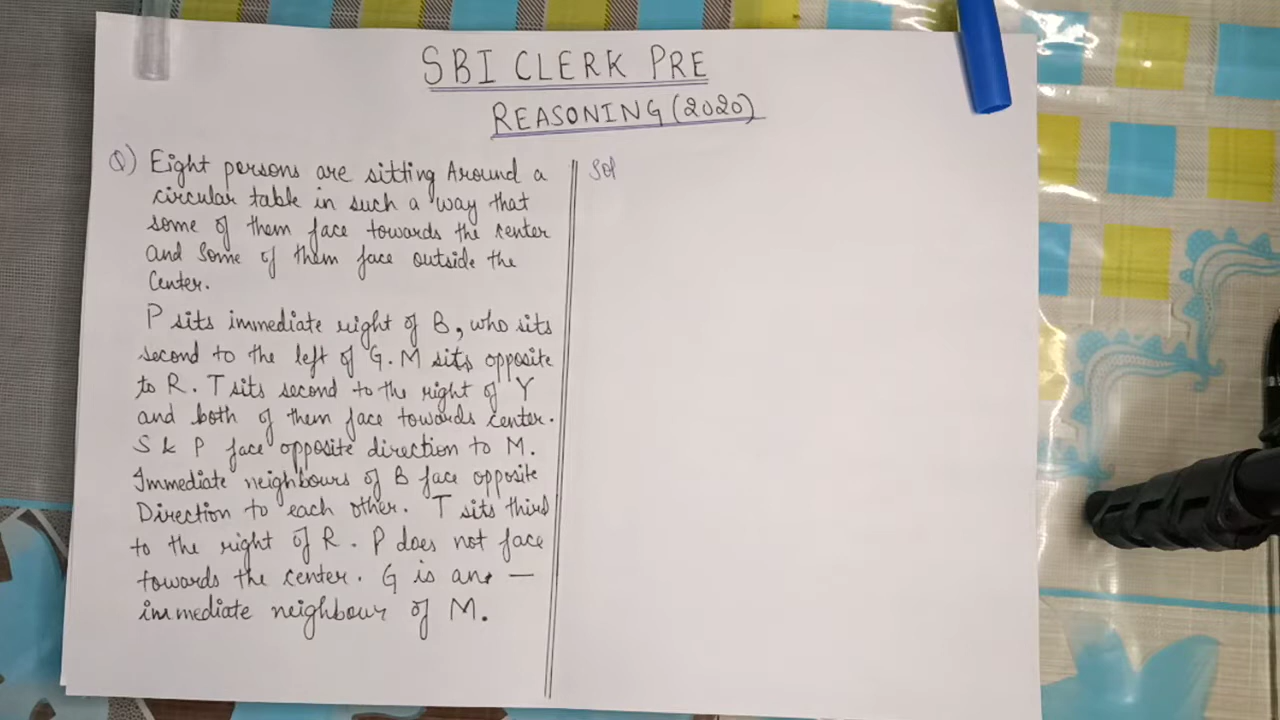 SBI CLERK PRE
REASONING (2020)
Q) Eight persons are sitting Around a
circular table in such a way that
some of them face towards the center
and some of them face outside the
center.
P sits immediate right of B, who sits
second to the left of G. M sits opposite
to R. T sits second to the right of Y
and both of them face towards center.
S & P face opposite direction to M.
Immediate neighbours of B face opposite
Direction to each other. T sits third
to the right of R. P does not face
towards the center. G is an —
immediate neighbour of M.
Sol